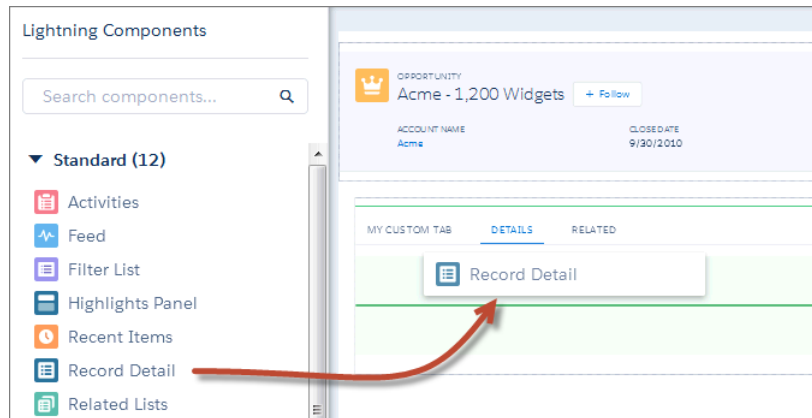 Lightning Components
Search components...
Standard (12)
Activities
Feed
Filter List
Highlights Panel
Recent Items
Record Detail
Related Lists
OPPORTUNITY
Acme - 1,200 Widgets
+ Follow
ACCOUNT NAME
CLOSE DATE
Acme
9/30/2010
MY CUSTOM TAB
DETAILS
RELATED
Record Detail